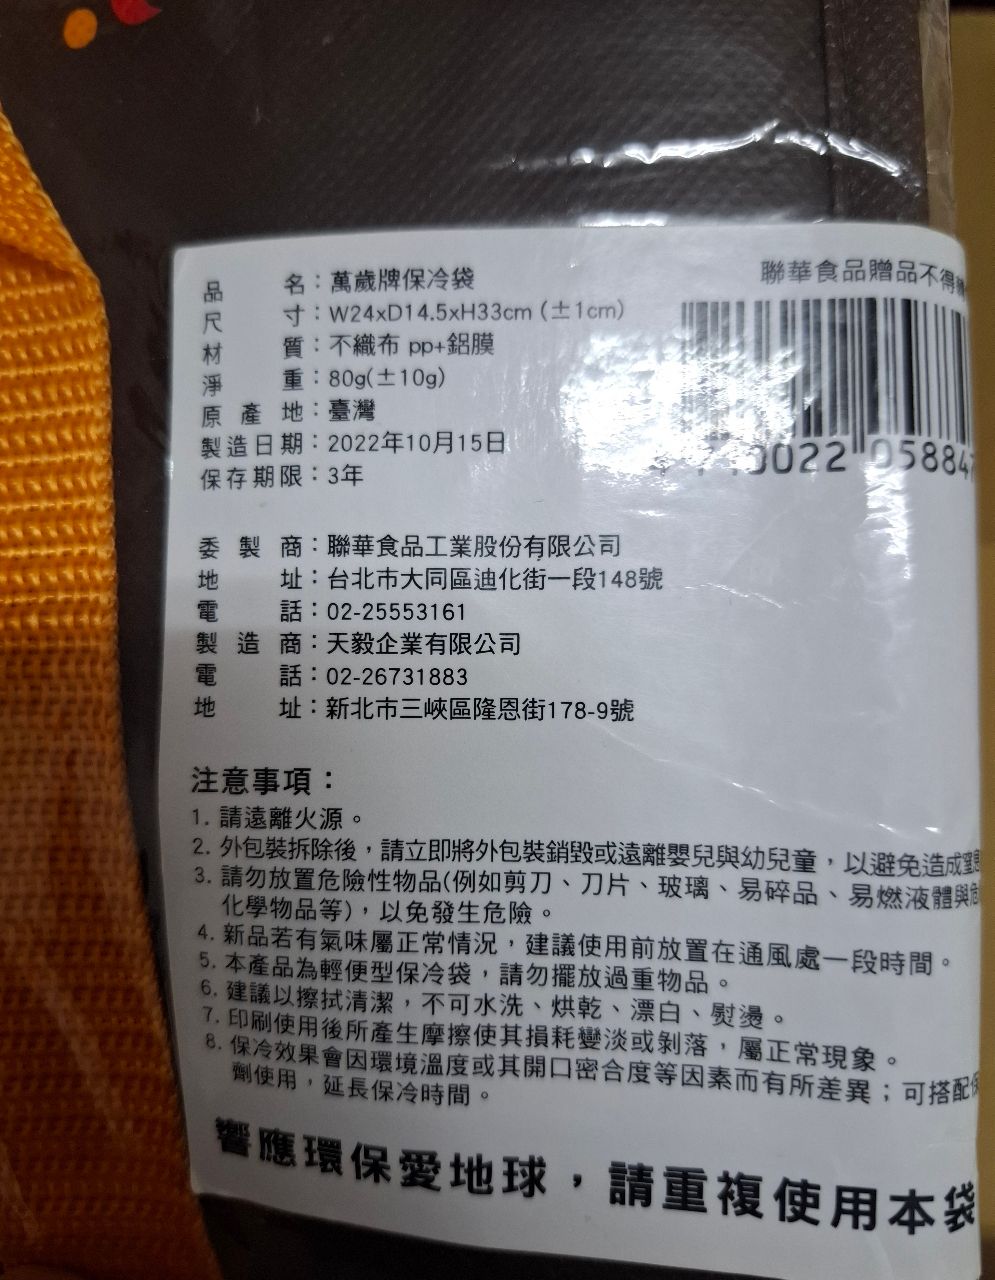 品名：萬歲牌保冷袋
聯華食品贈品不得
尺寸：W24xD14.5xH33cm (±1cm)
材質：不織布 pp+鋁膜
淨重：80g(±10g)
原產地：臺灣
製造日期：2022年10月15日
保存期限：3年
0022 05884
委製商：聯華食品工業股份有限公司
地址：台北市大同區迪化街一段148號
電話：02-25553161
製造商：天毅企業有限公司
電話：02-26731883
地址：新北市三峽區隆恩街178-9號
注意事項：
1. 請遠離火源。
2. 外包裝拆除後，請立即將外包裝銷毀或遠離嬰兒與幼兒童，以避免造成窒
3. 請勿放置危險性物品(例如剪刀、刀片、玻璃、易碎品、易燃液體與危
化學物品等)，以免發生危險。
4. 新品若有氣味屬正常情況，建議使用前放置在通風處一段時間。
5. 本產品為輕便型保冷袋，請勿擺放過重物品。
6. 建議以擦拭清潔，不可水洗、烘乾、漂白、熨燙。
7. 印刷使用後所產生摩擦使其損耗變淡或剝落，屬正常現象。
8. 保冷效果會因環境溫度或其開口密合度等因素而有所差異；可搭配保
劑使用，延長保冷時間。
響應環保愛地球，請重複使用本袋